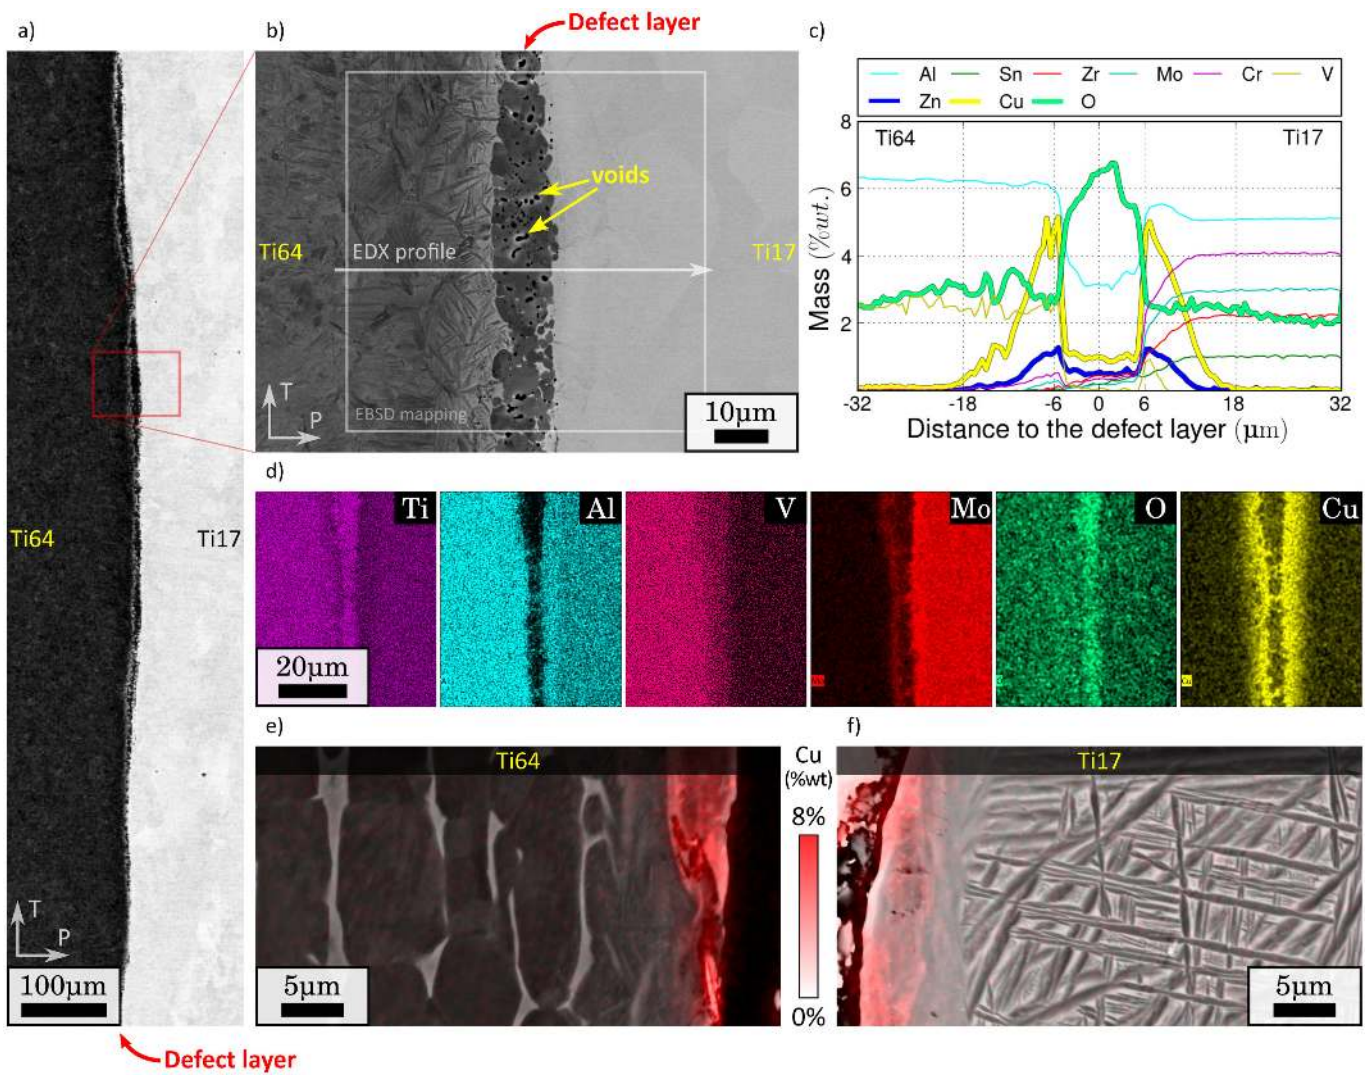 a)
b)
Defect layer
c)
voids
Ti64
EDX profile
Ti17
EBSD mapping
T
P
10µm
Al Sn Zr Mo Cr V
Zn Cu O
Ti64 Ti17
Mass (%wt.)
8
6
4
2
-32 -18 -6 0 6 18 32
Distance to the defect layer (µm)
Ti64
Ti17
d)
Ti
Al
V
Mo
O
Cu
20µm
e)
Ti64
Cu
(%wt)
8%
0%
5µm
f)
Ti17
5µm
T
P
100µm
Defect layer